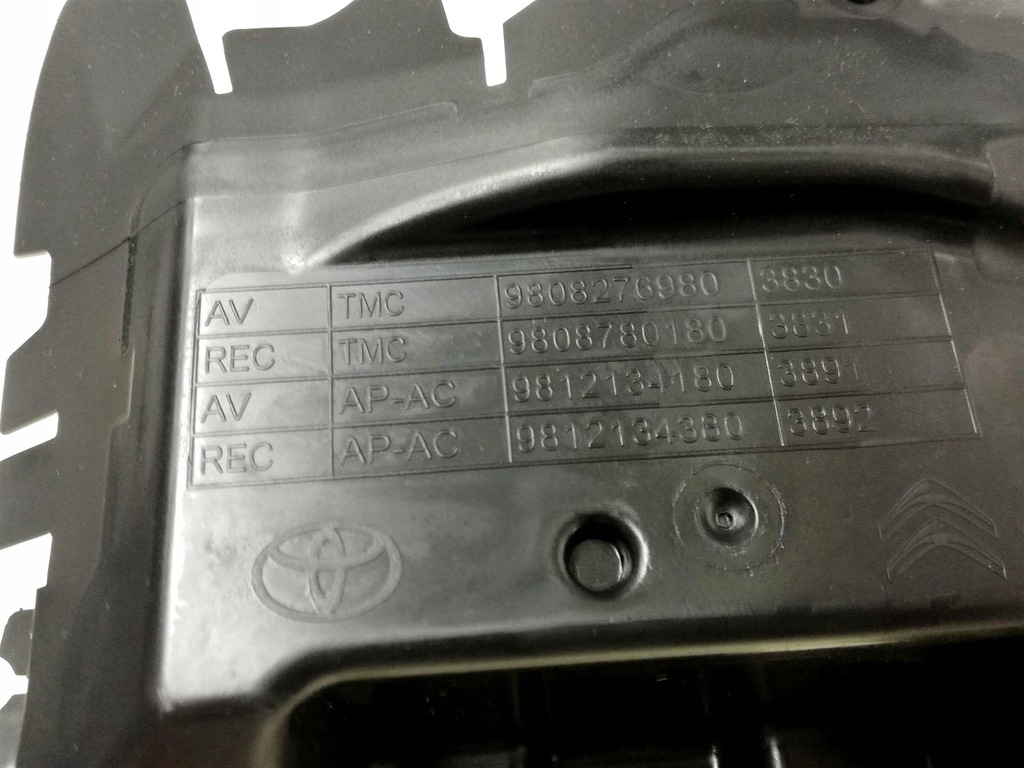 AV TMC 9808276980 3830
REC TMC 9808780180 3831
AV AP-AC 9812134180 3891
REC AP-AC 9812134380 3892